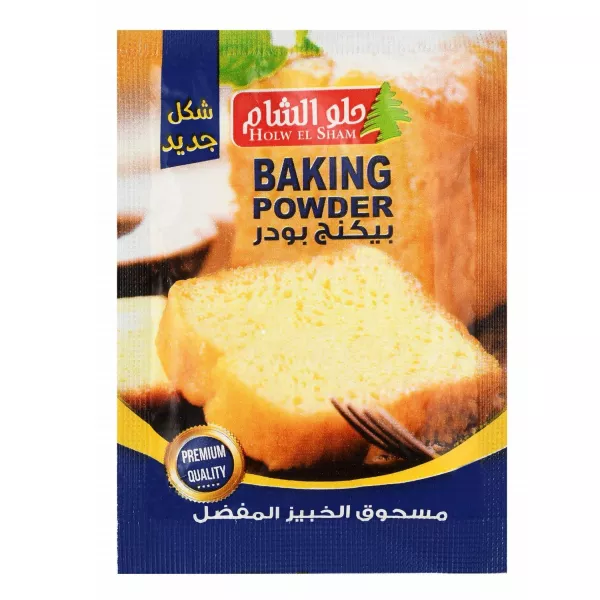 شكل
جديد
حلو الشام
HOLW EL SHAM
BAKING
POWDER
بيكنج بودر
PREMIUM
QUALITY
مسحوق الخبيز المفضل